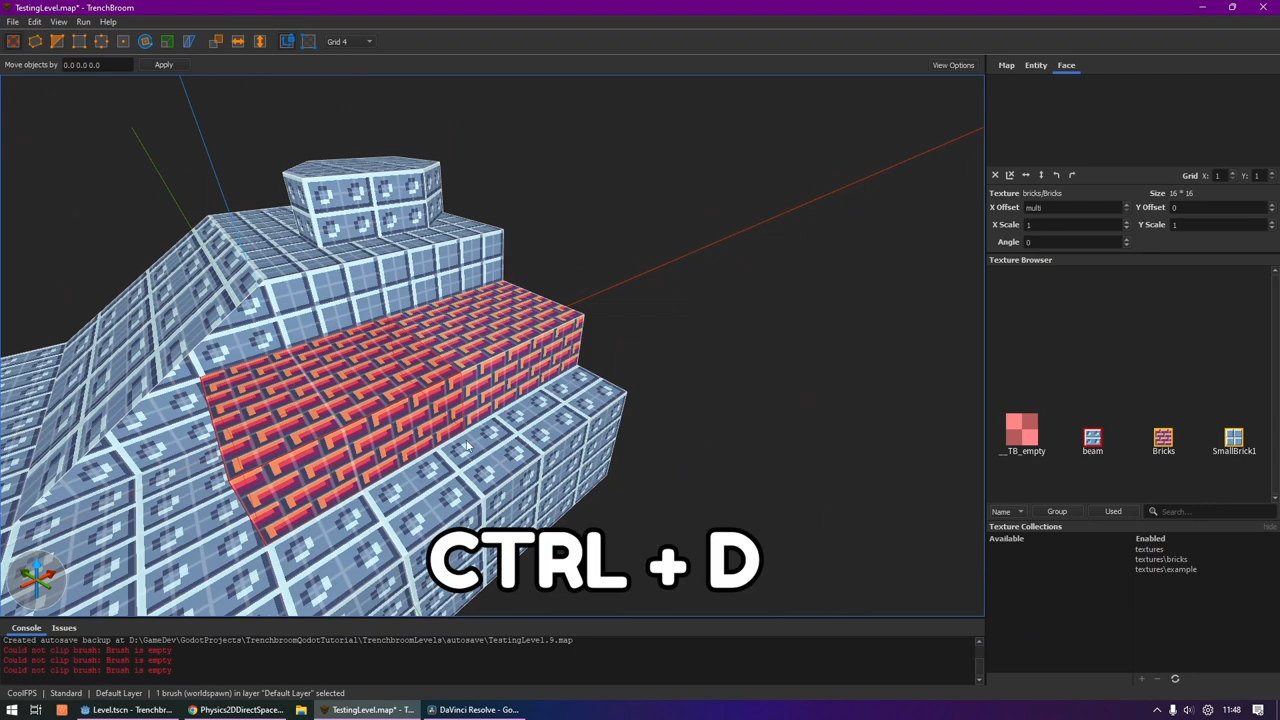 TestingLevel.map* - TrenchBroom
File Edit View Run Help
Grid 4
Move objects by 0.0 0.0 0.0 Apply View Options
Map Entity Face
Grid X: 1 Y: 1
Texture bricks/Bricks Size 16 * 16
X Offset multi Y Offset 0
X Scale 1 Y Scale 1
Angle 0
Texture Browser
__TB_empty beam Bricks SmallBrick1
Name Group Used Search...
Texture Collections hide
Available Enabled
textures
textures\bricks
textures\example
CTRL + D
Console Issues
Created autosave backup at D:\GameDev\GodotProjects\TrenchbroomQodotTutorial\TrenchbroomLevels\autosave\TestingLevel.9.map
Could not clip brush: Brush is empty
Could not clip brush: Brush is empty
Could not clip brush: Brush is empty
CoolFPS Standard Default Layer 1 brush (worldspawn) in layer "Default Layer" selected
Level.tscn - Trenchbr... Physics2DDirectSpace... TestingLevel.map* - T... DaVinci Resolve - Go... 11:48